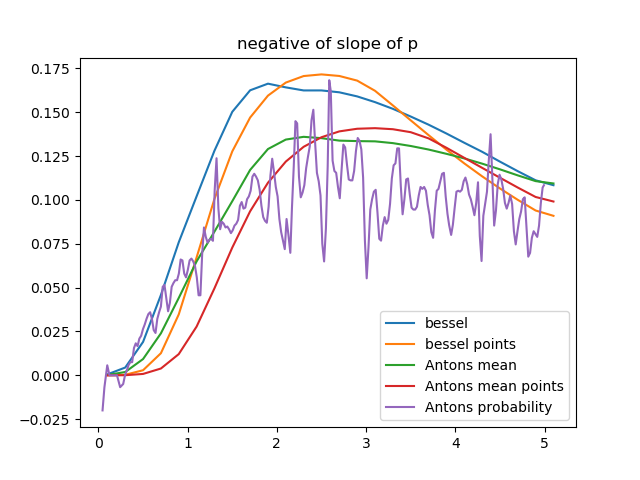 negative of slope of p
0.175
0.150
0.125
0.100
0.075
0.050
0.025
0.000
−0.025
0 1 2 3 4 5
bessel
bessel points
Antons mean
Antons mean points
Antons probability